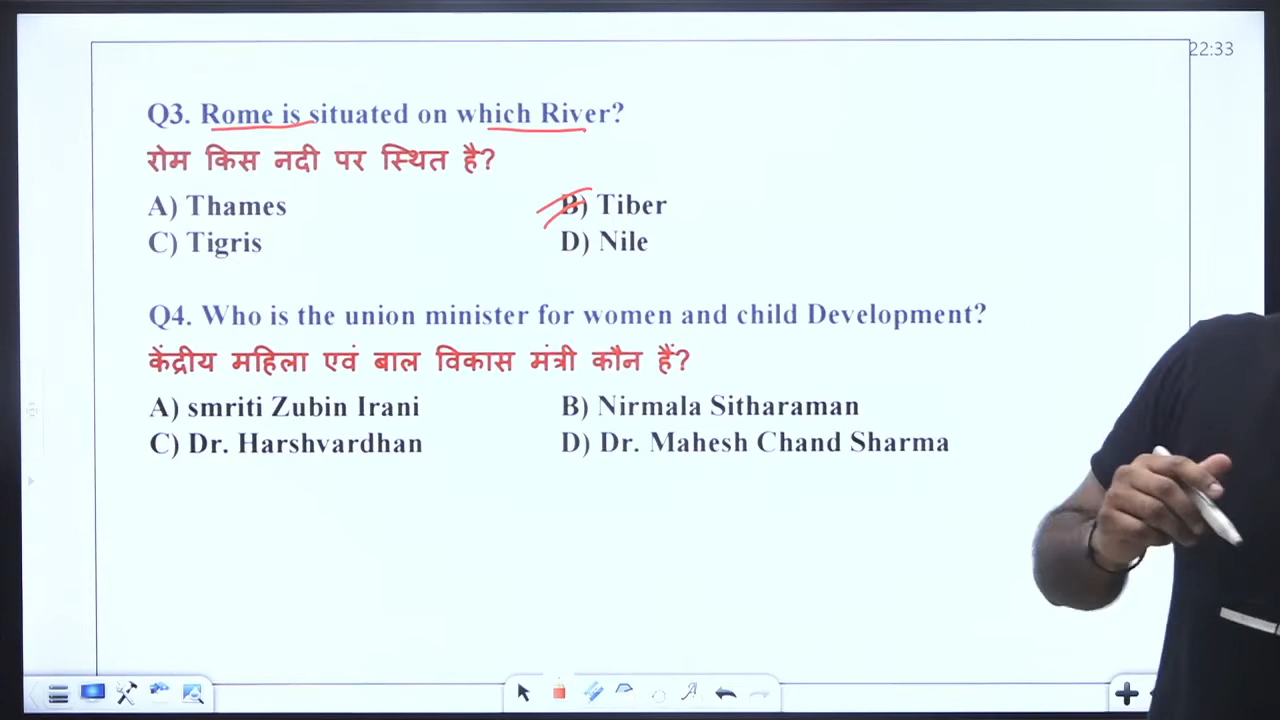 22:33
Q3. Rome is situated on which River?
रोम किस नदी पर स्थित है?
A) Thames B) Tiber
C) Tigris D) Nile
Q4. Who is the union minister for women and child Development?
केंद्रीय महिला एवं बाल विकास मंत्री कौन हैं?
A) smriti Zubin Irani B) Nirmala Sitharaman
C) Dr. Harshvardhan D) Dr. Mahesh Chand Sharma